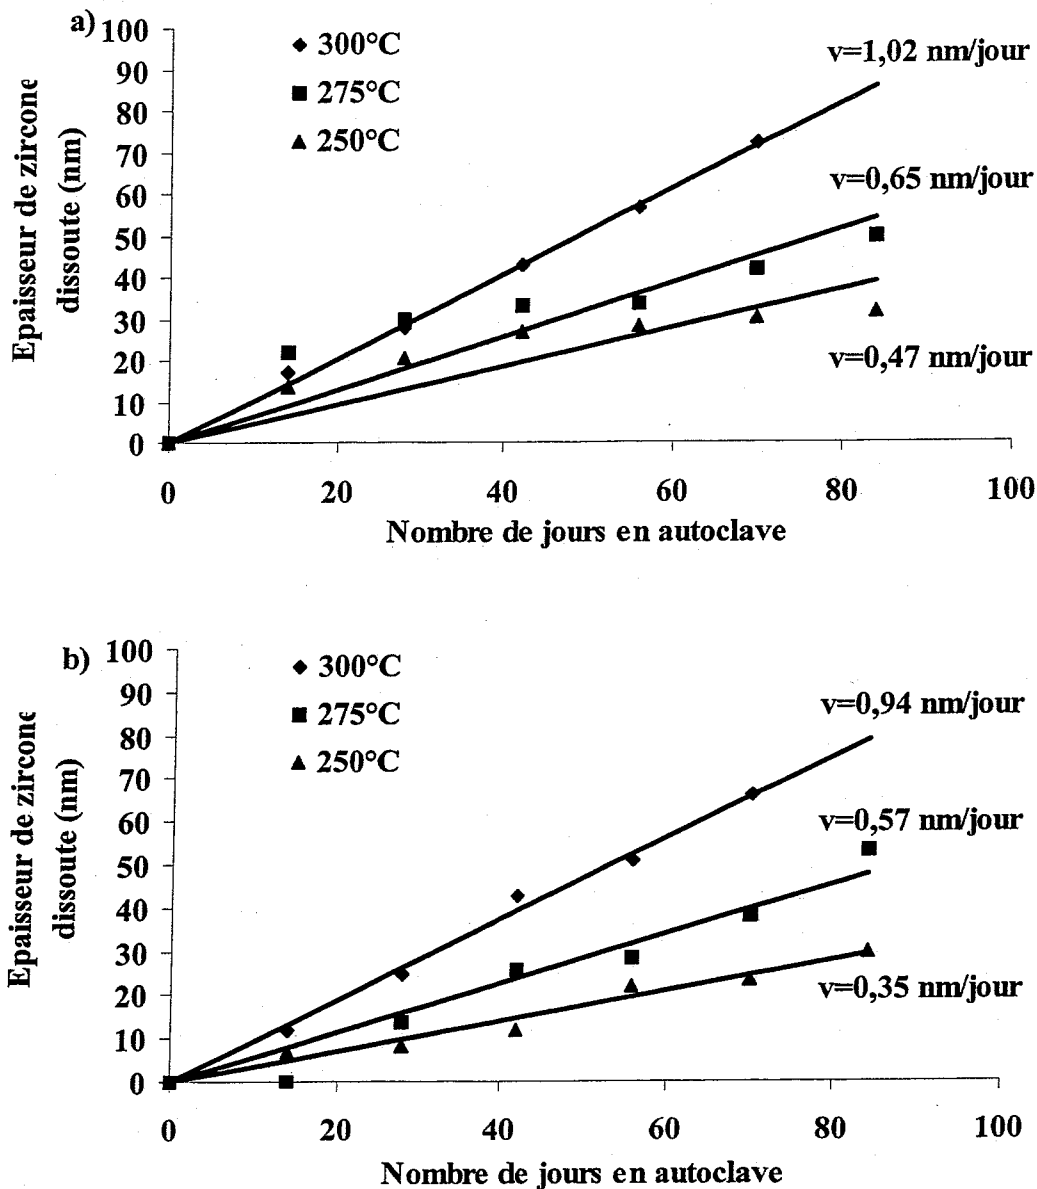 a)
Epaisseur de zircone
dissoute (nm)
100
90
80
70
60
50
40
30
20
10
0
300°C
275°C
250°C
v=1,02 nm/jour
v=0,65 nm/jour
v=0,47 nm/jour
0 20 40 60 80 100
Nombre de jours en autoclave
b)
Epaisseur de zircone
dissoute (nm)
100
90
80
70
60
50
40
30
20
10
0
300°C
275°C
250°C
v=0,94 nm/jour
v=0,57 nm/jour
v=0,35 nm/jour
0 20 40 60 80 100
Nombre de jours en autoclave